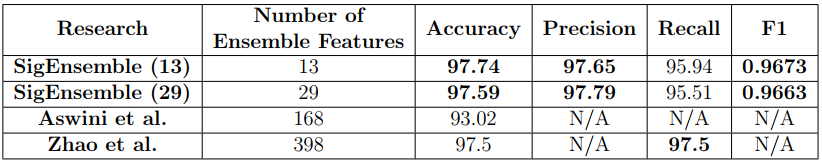 Research Number of Ensemble Features Accuracy Precision Recall F1
SigEnsemble (13) 13 97.74 97.65 95.94 0.9673
SigEnsemble (29) 29 97.59 97.79 95.51 0.9663
Aswini et al. 168 93.02 N/A N/A N/A
Zhao et al. 398 97.5 N/A 97.5 N/A